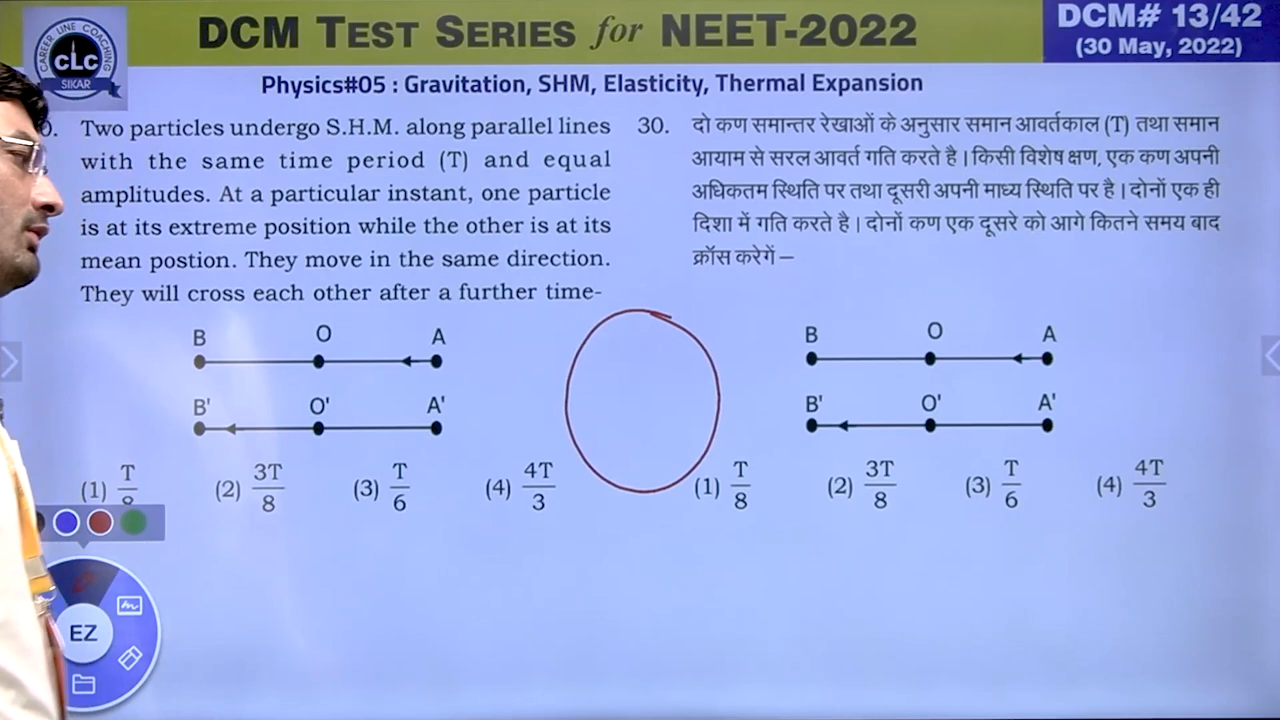 DCM TEST SERIES for NEET-2022
DCM# 13/42
(30 May, 2022)
CAREER LINE COACHING
CLC
SIKAR
Physics#05 : Gravitation, SHM, Elasticity, Thermal Expansion
Two particles undergo S.H.M. along parallel lines
with the same time period (T) and equal
amplitudes. At a particular instant, one particle
is at its extreme position while the other is at its
mean postion. They move in the same direction.
They will cross each other after a further time-
B O A
B' O' A'
(1) T/8 (2) 3T/8 (3) T/6 (4) 4T/3
30. दो कण समान्तर रेखाओं के अनुसार समान आवर्तकाल (T) तथा समान
आयाम से सरल आवर्त गति करते है। किसी विशेष क्षण, एक कण अपनी
अधिकतम स्थिति पर तथा दूसरी अपनी माध्य स्थिति पर है। दोनों एक ही
दिशा में गति करते है। दोनों कण एक दूसरे को आगे कितने समय बाद
क्रॉस करेगें –
B O A
B' O' A'
(1) T/8 (2) 3T/8 (3) T/6 (4) 4T/3
EZ